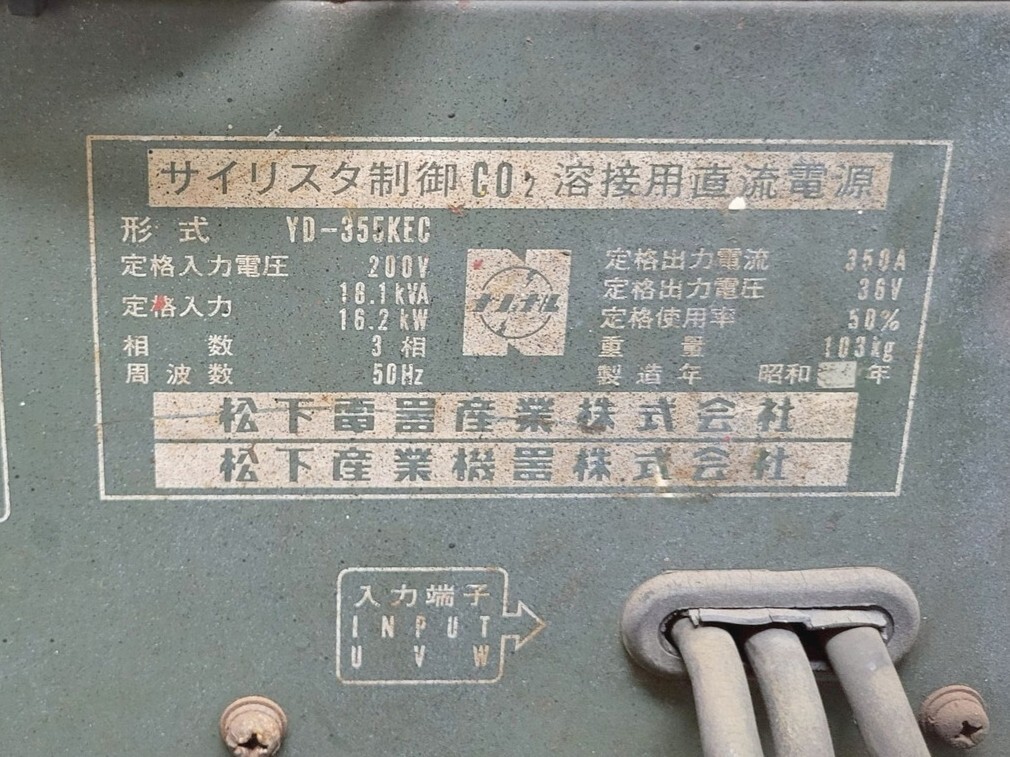 サイリスタ制御CO₂溶接用直流電源
形式 YD-355KEC
定格入力電圧 200V
定格入力 18.1kVA
16.2kW
相数 3相
周波数 50Hz
ナショナル
定格出力電流 350A
定格出力電圧 36V
定格使用率 50%
重量 103kg
製造年 昭和 年
松下電器産業株式会社
松下産業機器株式会社
入力端子
INPUT
U V W